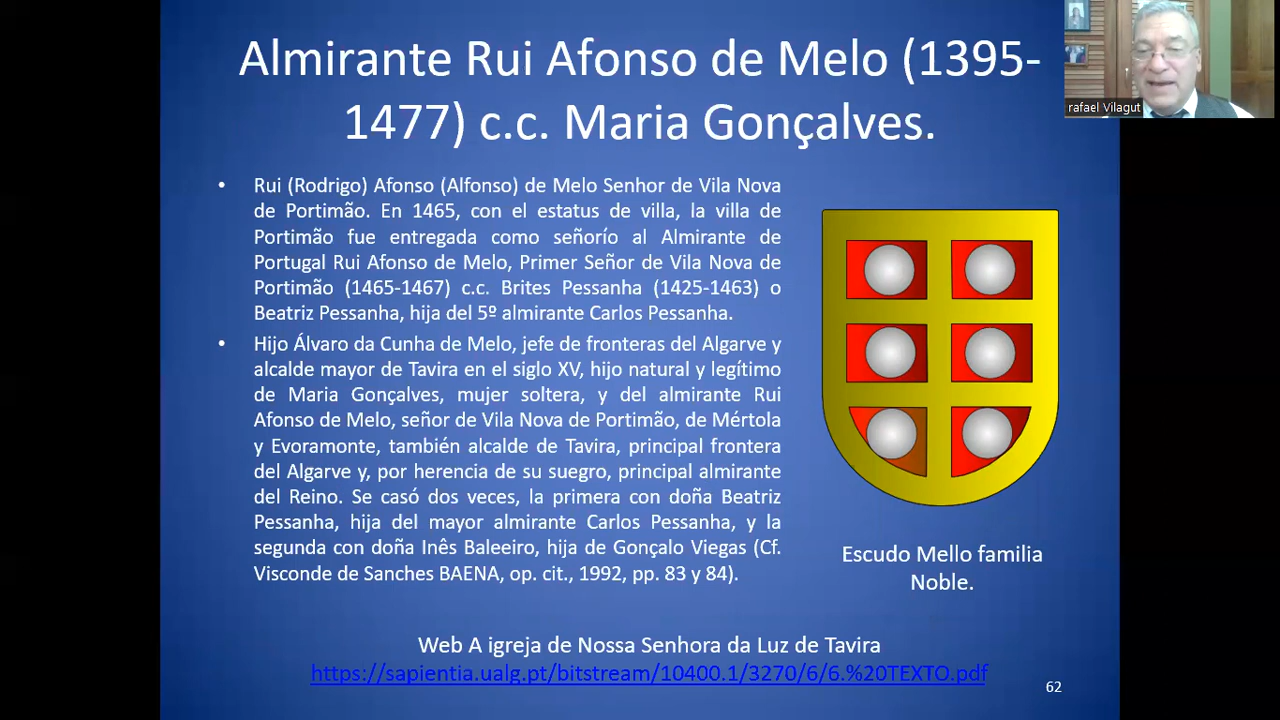 Almirante Rui Afonso de Melo (1395-
1477) c.c. Maria Gonçalves.
rafael Vilagut
• Rui (Rodrigo) Afonso (Alfonso) de Melo Senhor de Vila Nova
de Portimão. En 1465, con el estatus de villa, la villa de
Portimão fue entregada como señorío al Almirante de
Portugal Rui Afonso de Melo, Primer Señor de Vila Nova de
Portimão (1465-1467) c.c. Brites Pessanha (1425-1463) o
Beatriz Pessanha, hija del 5º almirante Carlos Pessanha.
• Hijo Álvaro da Cunha de Melo, jefe de fronteras del Algarve y
alcalde mayor de Tavira en el siglo XV, hijo natural y legítimo
de Maria Gonçalves, mujer soltera, y del almirante Rui
Afonso de Melo, señor de Vila Nova de Portimão, de Mértola
y Evoramonte, también alcalde de Tavira, principal frontera
del Algarve y, por herencia de su suegro, principal almirante
del Reino. Se casó dos veces, la primera con doña Beatriz
Pessanha, hija del mayor almirante Carlos Pessanha, y la
segunda con doña Inês Baleeiro, hija de Gonçalo Viegas (Cf.
Visconde de Sanches BAENA, op. cit., 1992, pp. 83 y 84).
Escudo Mello familia
Noble.
Web A igreja de Nossa Senhora da Luz de Tavira
https://sapientia.ualg.pt/bitstream/10400.1/3270/6/6.%20TEXTO.pdf
62